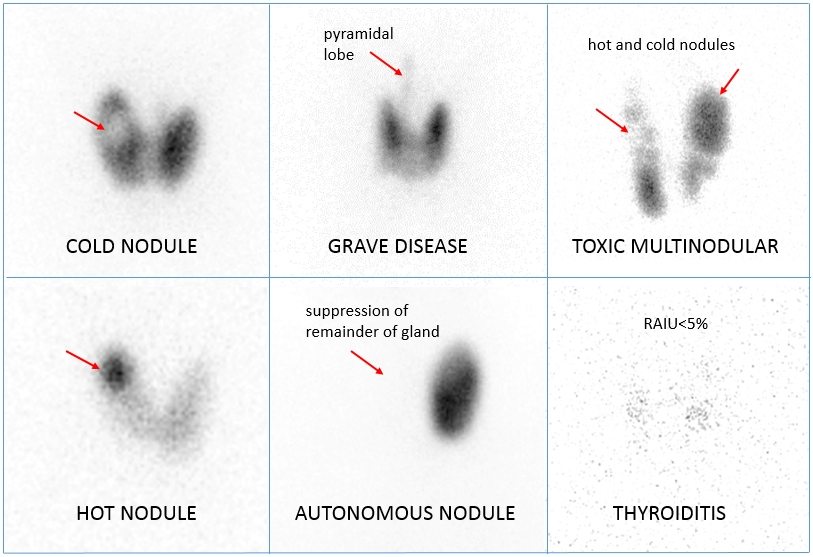 COLD NODULE
pyramidal
lobe
GRAVE DISEASE
hot and cold nodules
TOXIC MULTINODULAR
HOT NODULE
suppression of
remainder of gland
AUTONOMOUS NODULE
RAIU<5%
THYROIDITIS